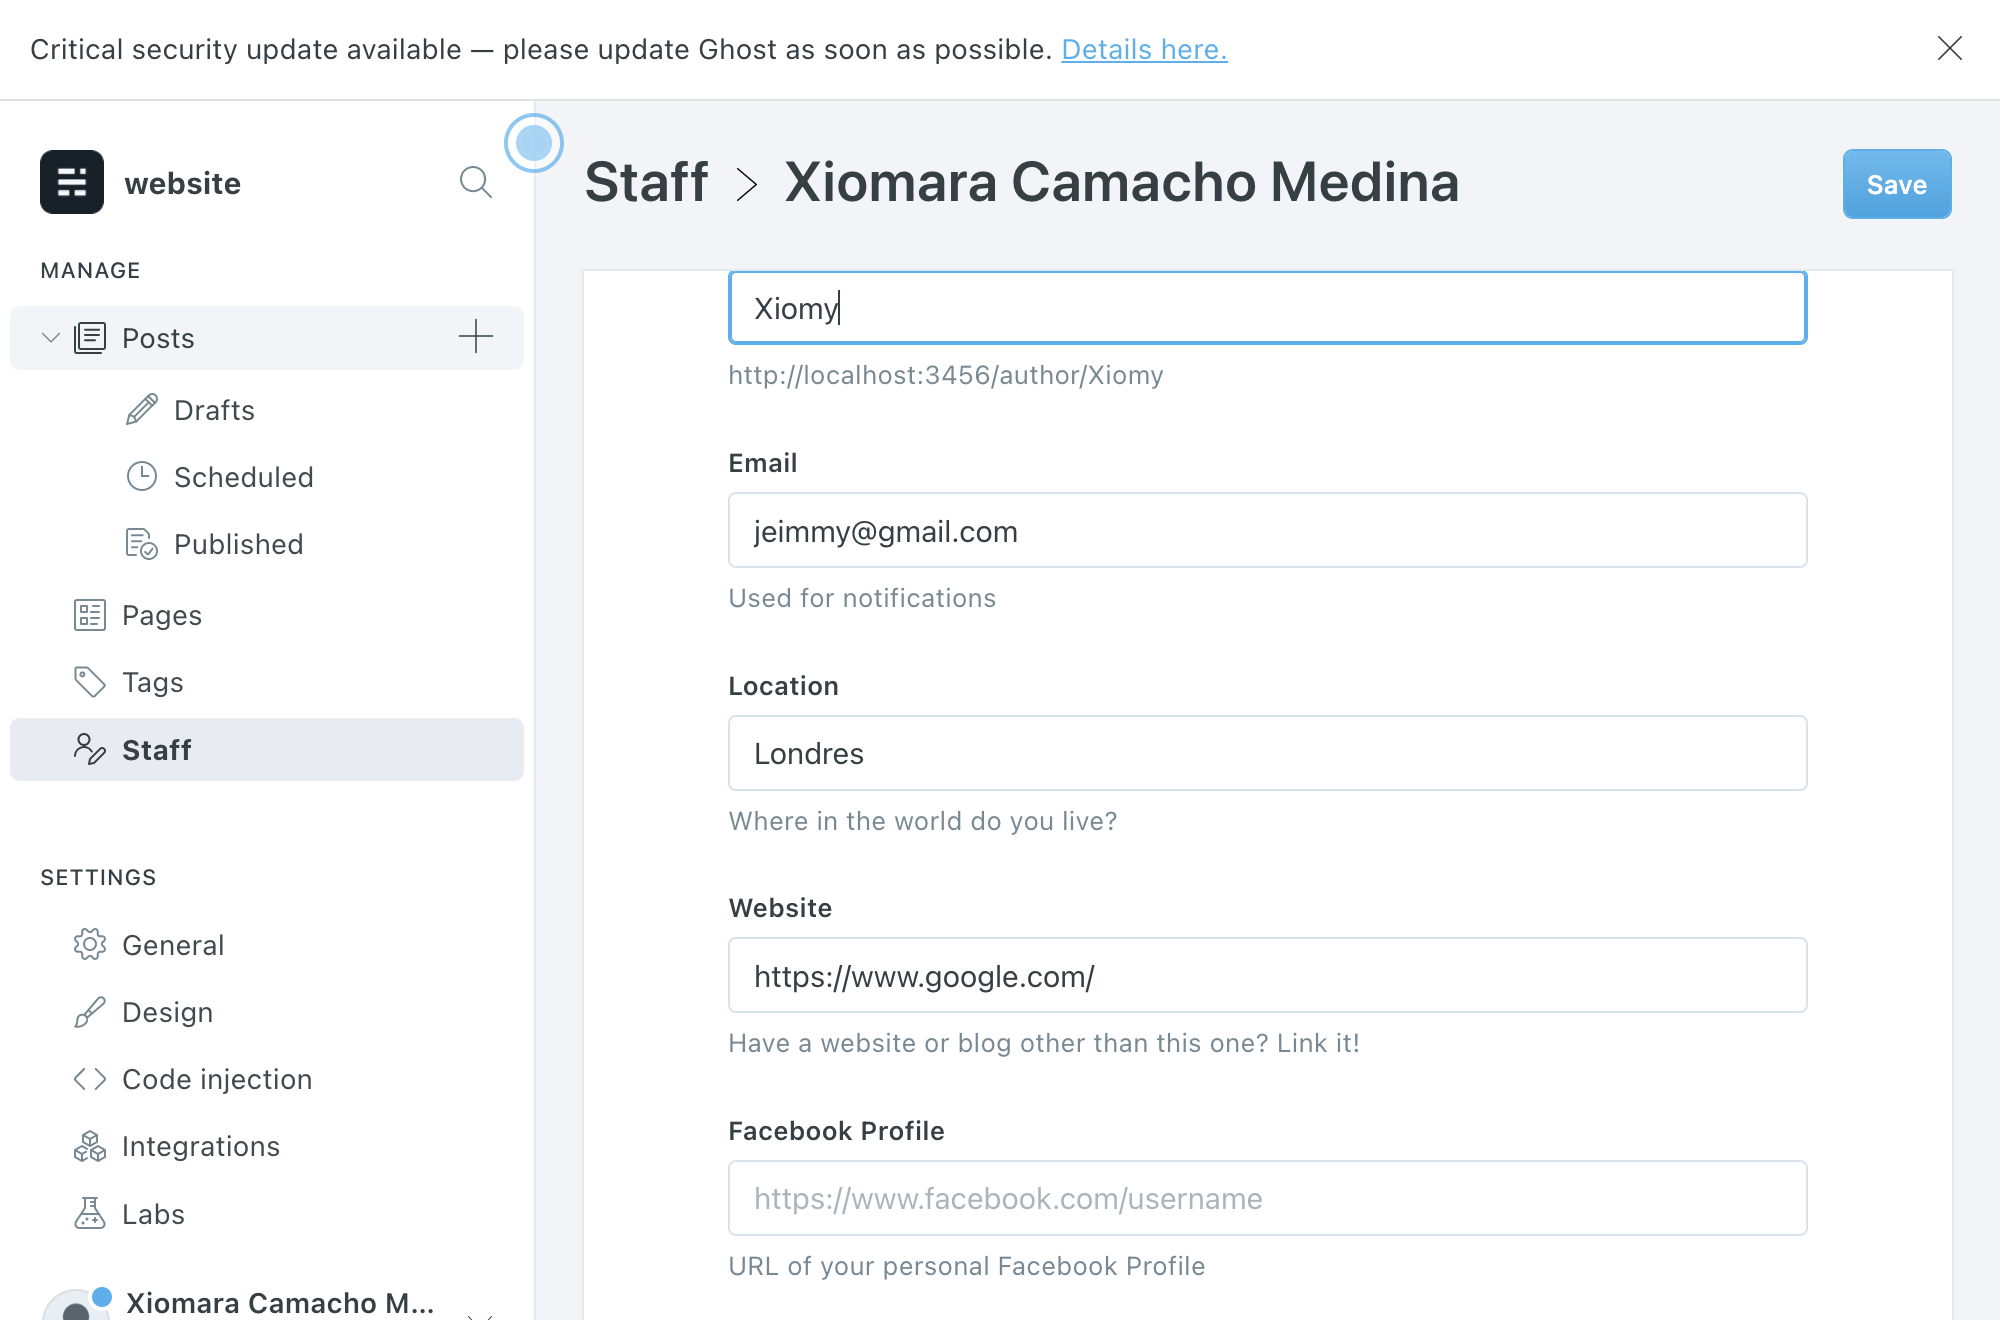 Critical security update available — please update Ghost as soon as possible. Details here.
website
MANAGE
Posts
Drafts
Scheduled
Published
Pages
Tags
Staff
SETTINGS
General
Design
Code injection
Integrations
Labs
Xiomara Camacho M...
Staff > Xiomara Camacho Medina
Save
Xiomy
http://localhost:3456/author/Xiomy
Email
jeimmy@gmail.com
Used for notifications
Location
Londres
Where in the world do you live?
Website
https://www.google.com/
Have a website or blog other than this one? Link it!
Facebook Profile
https://www.facebook.com/username
URL of your personal Facebook Profile